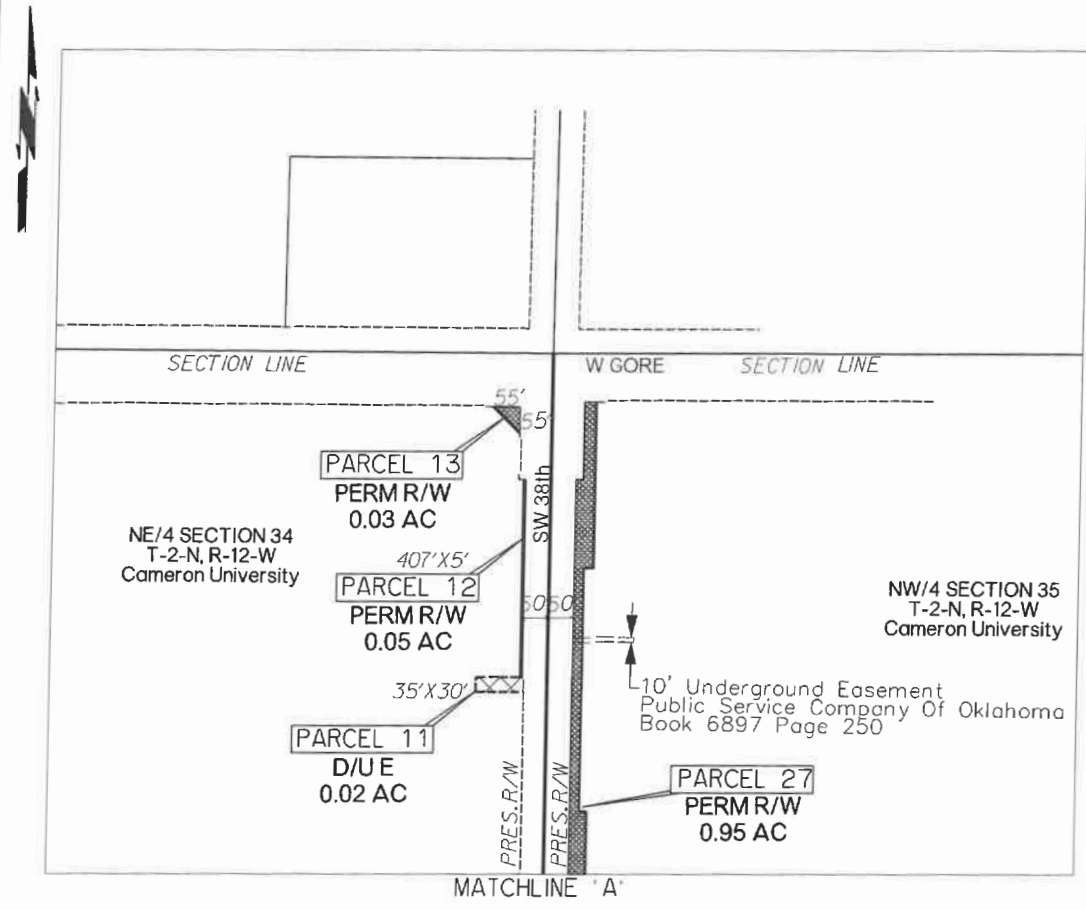 SECTION LINE
W GORE
SECTION LINE
55'
55'
PARCEL 13
PERM R/W
0.03 AC
SW 38th
NE/4 SECTION 34
T-2-N, R-12-W
Cameron University
407'X5'
PARCEL 12
PERM R/W
0.05 AC
50
50'
NW/4 SECTION 35
T-2-N, R-12-W
Cameron University
35'X30'
10' Underground Easement
Public Service Company Of Oklahoma
Book 6897 Page 250
PARCEL 11
D/U E
0.02 AC
PRES.R/W
PRES.R/W
PARCEL 27
PERM R/W
0.95 AC
MATCHLINE 'A'